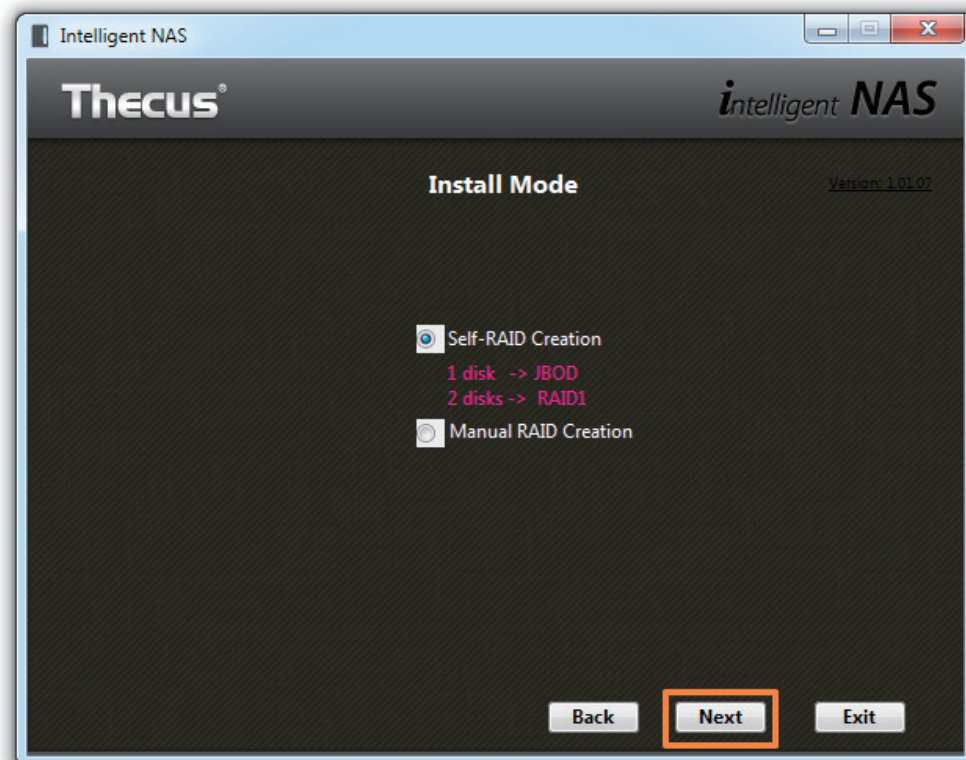 Intelligent NAS
Thecus®
intelligent NAS
Install Mode
Version: 1.01.07
Self-RAID Creation
1 disk -> JBOD
2 disks -> RAID1
Manual RAID Creation
Back Next Exit